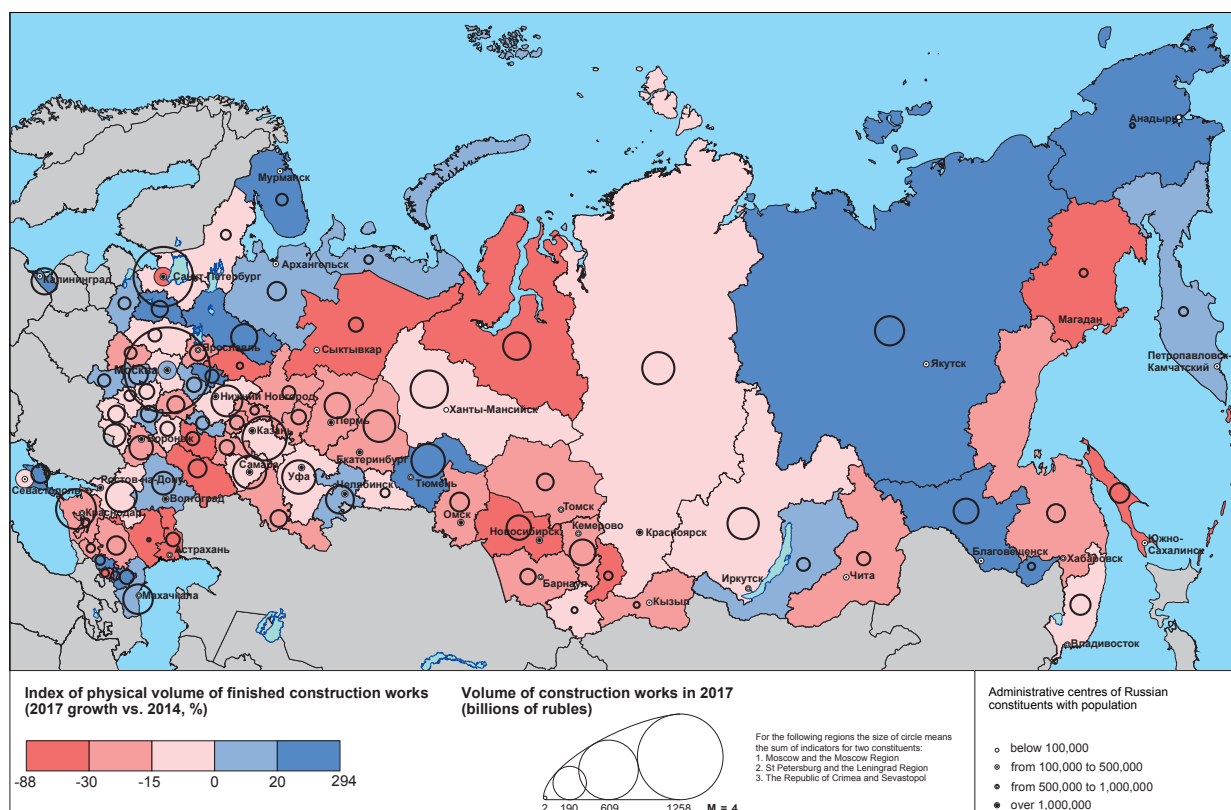 Анадырь
Мурманск
Архангельск
Калининград
Санкт-Петербург
Магадан
Якутск
Петропавловск-
Камчатский
Ярославль
Сыктывкар
Москва
Нижний Новгород
Ханты-Мансийск
Пермь
Казань
Воронеж
Екатеринбург
Самара
Уфа
Челябинск
Тюмень
Ростов-на-Дону
Севастополь
Волгоград
Краснодар
Омск
Томск
Новосибирск
Кемерово
Красноярск
Астрахань
Барнаул
Иркутск
Чита
Благовещенск
Хабаровск
Южно-
Сахалинск
Махачкала
Кызыл
Владивосток
Index of physical volume of finished construction works
(2017 growth vs. 2014, %)
-88 -30 -15 0 20 294
Volume of construction works in 2017
(billions of rubles)
2 190 609 1258 M = 4
For the following regions the size of circle means
the sum of indicators for two constituents:
1. Moscow and the Moscow Region
2. St Petersburg and the Leningrad Region
3. The Republic of Crimea and Sevastopol
Administrative centres of Russian
constituents with population
below 100,000
from 100,000 to 500,000
from 500,000 to 1,000,000
over 1,000,000